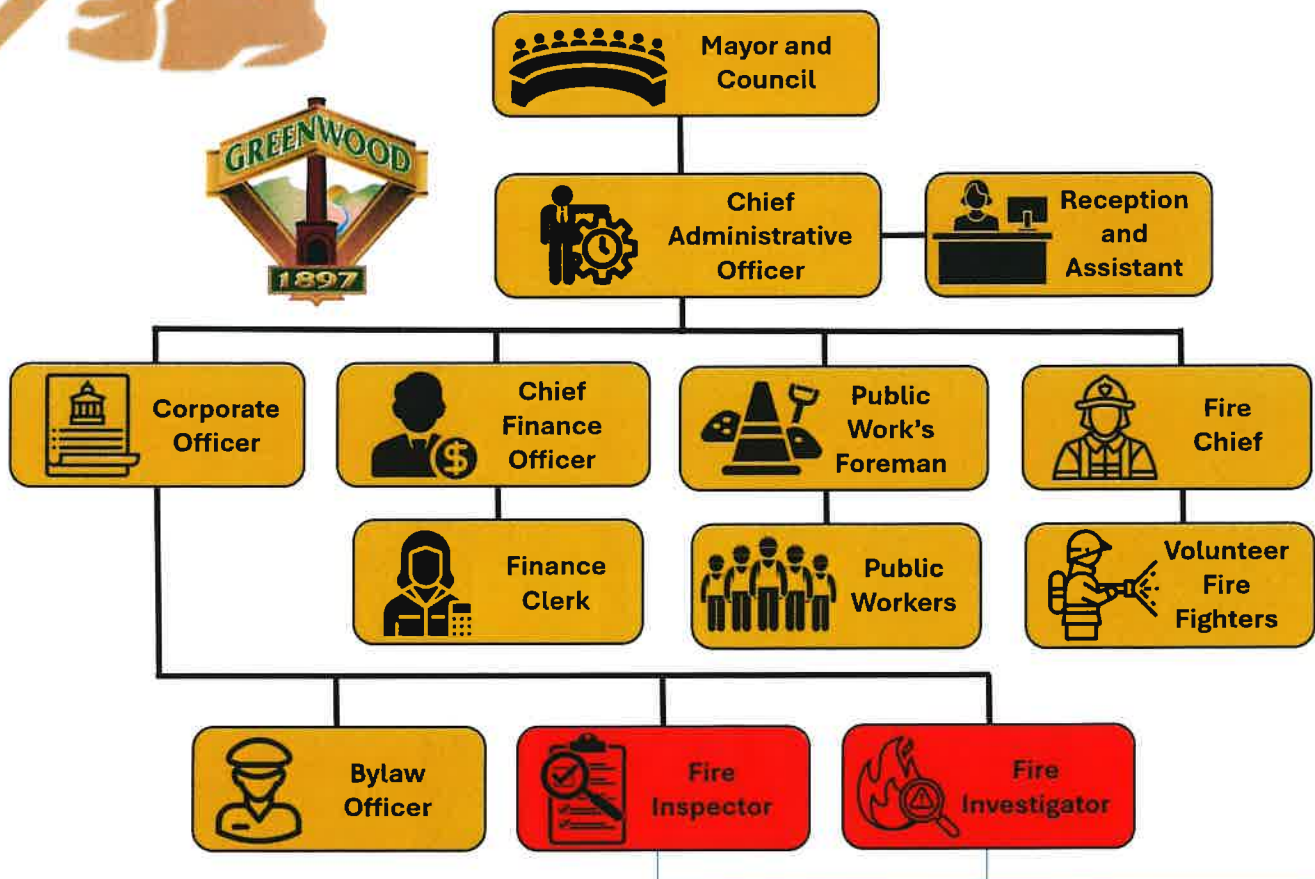 Mayor and
Council
GREENWOOD
1897
Chief
Administrative
Officer
Reception
and
Assistant
Corporate
Officer
Chief
Finance
Officer
$
Public
Work's
Foreman
Fire
Chief
Finance
Clerk
Public
Workers
Volunteer
Fire
Fighters
Bylaw
Officer
Fire
Inspector
Fire
Investigator